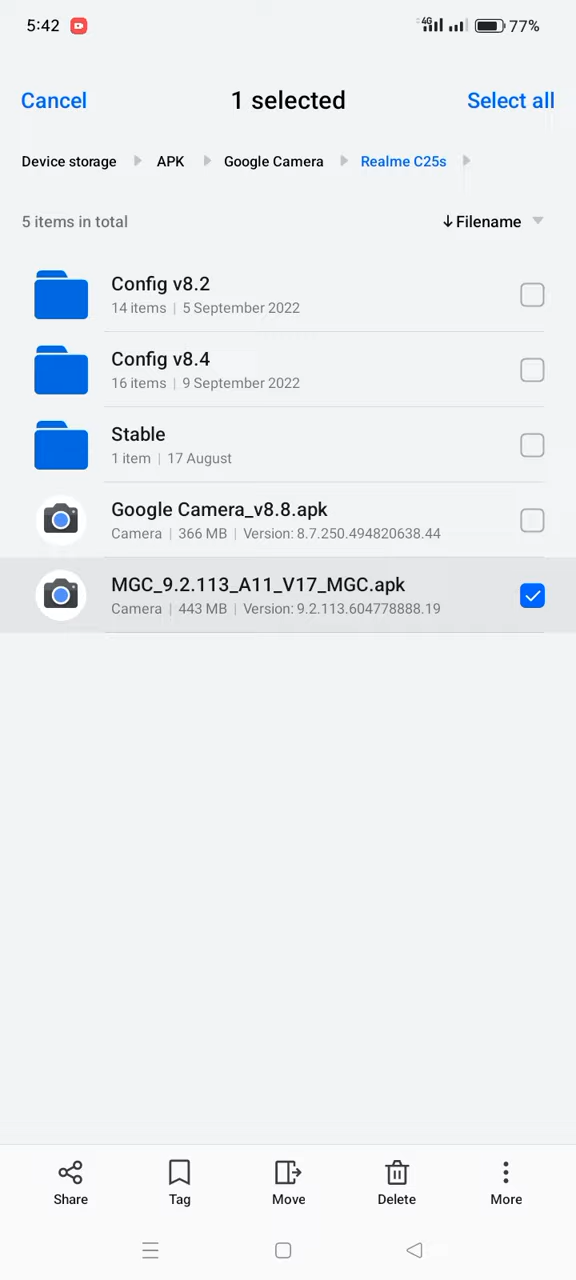 5:42 4G 77%
Cancel 1 selected Select all
Device storage APK Google Camera Realme C25s
5 items in total Filename
Config v8.2
14 items | 5 September 2022
Config v8.4
16 items | 9 September 2022
Stable
1 item | 17 August
Google Camera_v8.8.apk
Camera | 366 MB | Version: 8.7.250.494820638.44
MGC_9.2.113_A11_V17_MGC.apk
Camera | 443 MB | Version: 9.2.113.604778888.19
Share Tag Move Delete More